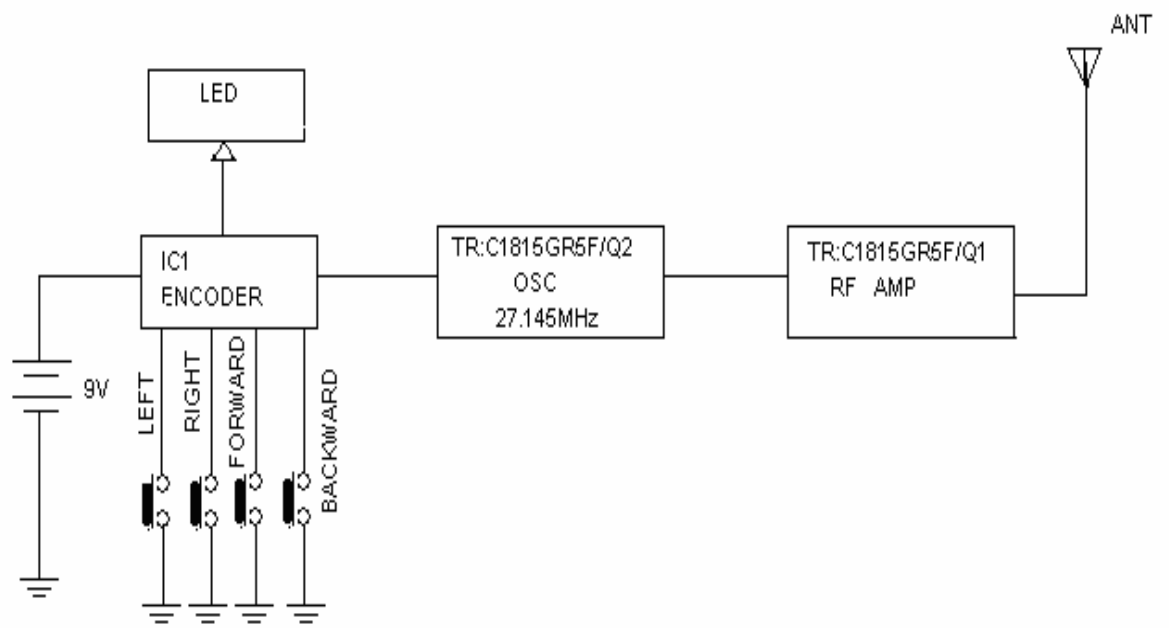 ANT
LED
IC1
ENCODER
TR:C1815GR5F/Q2
OSC
27.145MHz
TR:C1815GR5F/Q1
RF AMP
9V
LEFT
RIGHT
FORWARD
BACKWARD